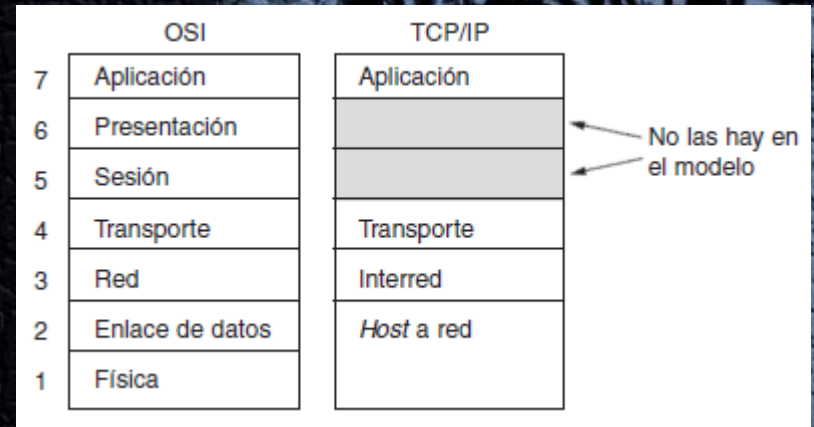 OSI TCP/IP
7 Aplicación Aplicación
6 Presentación
No las hay en
el modelo
5 Sesión
4 Transporte Transporte
3 Red Interred
2 Enlace de datos Host a red
1 Física